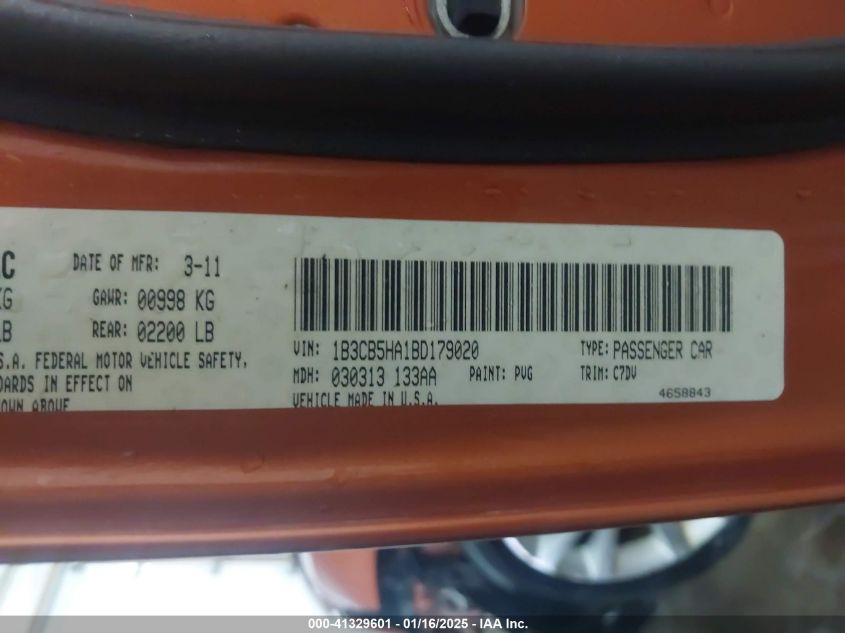 C DATE OF MFR: 3-11
KG GAWR: 00998 KG
LB REAR: 02200 LB
S.A. FEDERAL MOTOR VEHICLE SAFETY,
ARDS IN EFFECT ON
OWN ABOVE
VIN: 1B3CB5HA1BD179020 TYPE: PASSENGER CAR
MDH: 030313 133AA PAINT: PVG TRIM: C7DV
VEHICLE MADE IN U.S.A. 4658843
000-41329601 - 01/16/2025 - IAA Inc.